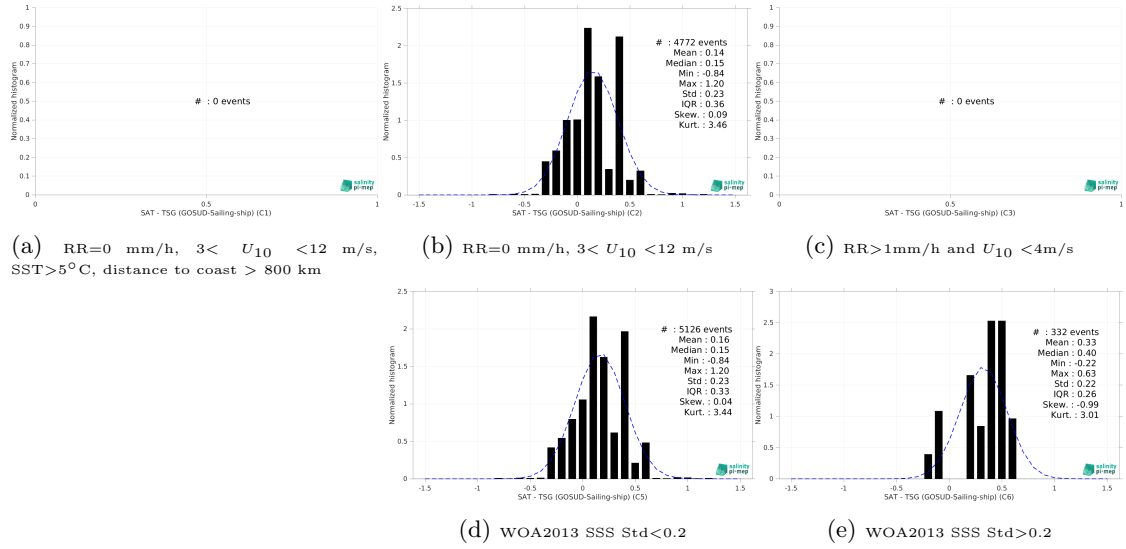 1
0.9
0.8
0.7
0.6
0.5
0.4
0.3
0.2
0.1
0
Normalized histogram
# : 0 events
salinity
pi-mep
0 0.5 1
SAT - TSG (GOSUD-Sailing-ship) (C1)
(a) RR=0 mm/h, 3< U10 <12 m/s,
SST>5°C, distance to coast > 800 km
2.5
2
1.5
1
0.5
0
Normalized histogram
# : 4772 events
Mean : 0.14
Median : 0.15
Min : -0.84
Max : 1.20
Std : 0.23
IQR : 0.36
Skew. : 0.09
Kurt. : 3.46
salinity
pi-mep
-1.5 -1 -0.5 0 0.5 1 1.5
SAT - TSG (GOSUD-Sailing-ship) (C2)
(b) RR=0 mm/h, 3< U10 <12 m/s
1
0.9
0.8
0.7
0.6
0.5
0.4
0.3
0.2
0.1
0
Normalized histogram
# : 0 events
salinity
pi-mep
0 0.5 1
SAT - TSG (GOSUD-Sailing-ship) (C3)
(c) RR>1mm/h and U10 <4m/s
2.5
2
1.5
1
0.5
0
Normalized histogram
# : 5126 events
Mean : 0.16
Median : 0.15
Min : -0.84
Max : 1.20
Std : 0.23
IQR : 0.33
Skew. : 0.04
Kurt. : 3.44
salinity
pi-mep
-1.5 -1 -0.5 0 0.5 1 1.5
SAT - TSG (GOSUD-Sailing-ship) (C5)
(d) WOA2013 SSS Std<0.2
3
2.5
2
1.5
1
0.5
0
Normalized histogram
# : 332 events
Mean : 0.33
Median : 0.40
Min : -0.22
Max : 0.63
Std : 0.22
IQR : 0.26
Skew. : -0.99
Kurt. : 3.01
salinity
pi-mep
-1.5 -1 -0.5 0 0.5 1 1.5
SAT - TSG (GOSUD-Sailing-ship) (C6)
(e) WOA2013 SSS Std>0.2